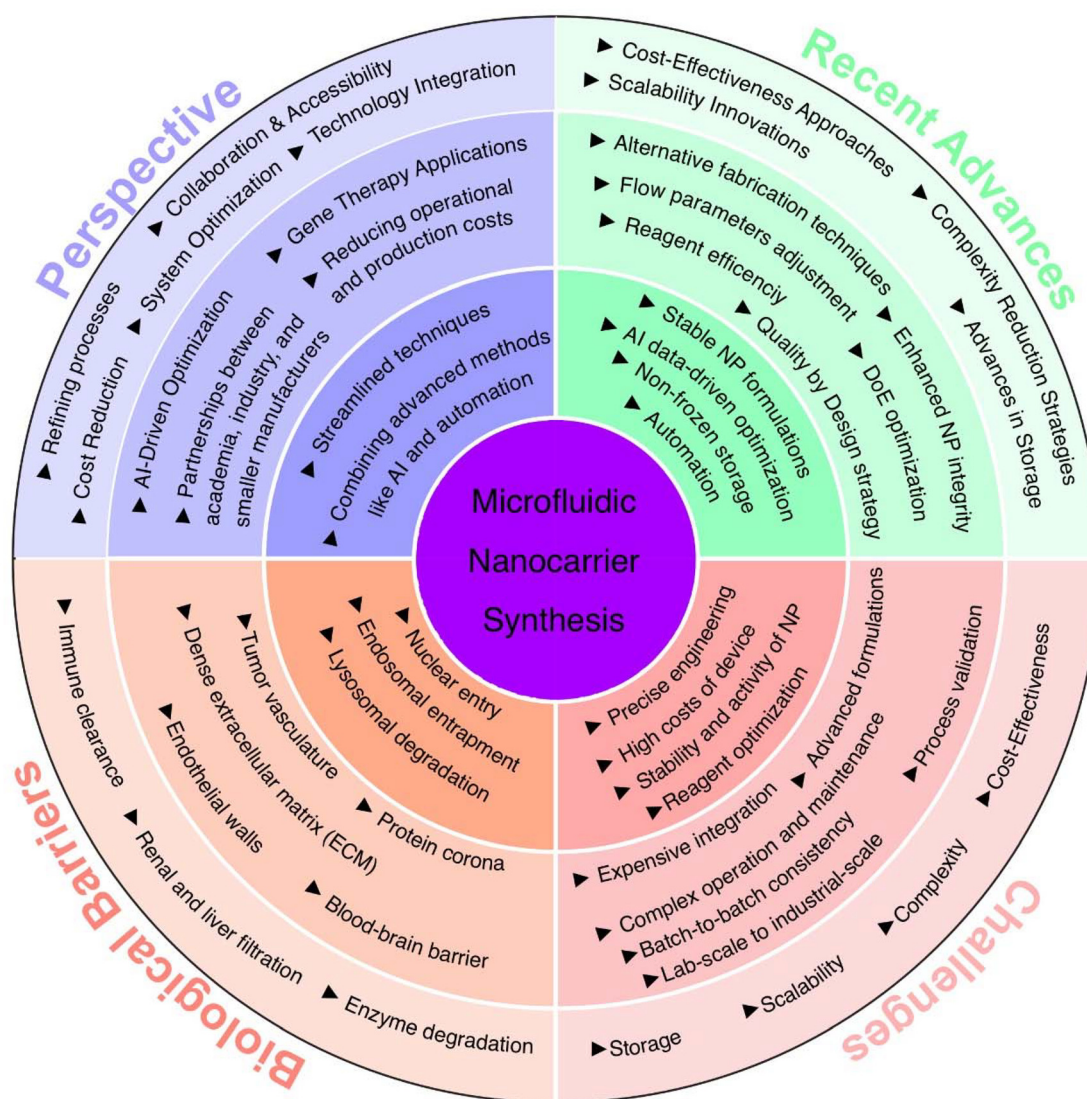 Perspective
Collaboration & Accessibility
Technology Integration
System Optimization
Refining processes
Cost Reduction
Gene Therapy Applications
Reducing operational
and production costs
AI-Driven Optimization
Partnerships between
academia, industry, and
smaller manufacturers
Streamlined techniques
Combining advanced methods
like AI and automation
Recent Advances
Cost-Effectiveness Approaches
Scalability Innovations
Complexity Reduction Strategies
Advances in Storage
Alternative fabrication techniques
Flow parameters adjustment
Reagent efficenciy
Enhanced NP integrity
DoE optimization
Quality by Design strategy
Stable NP formulations
AI data-driven optimization
Non-frozen storage
Automation
Microfluidic
Nanocarrier
Synthesis
Biological Barriers
Immune clearance
Renal and liver filtration
Enzyme degradation
Tumor vasculature
Dense extracellular matrix (ECM)
Endothelial walls
Protein corona
Blood-brain barrier
Nuclear entry
Endosomal entrapment
Lysosomal degradation
Challenges
Precise engineering
High costs of device
Stability and activity of NP
Reagent optimization
Advanced formulations
Expensive integration
Process validation
Complex operation and maintenance
Batch-to-batch consistency
Lab-scale to industrial-scale
Cost-Effectiveness
Complexity
Scalability
Storage